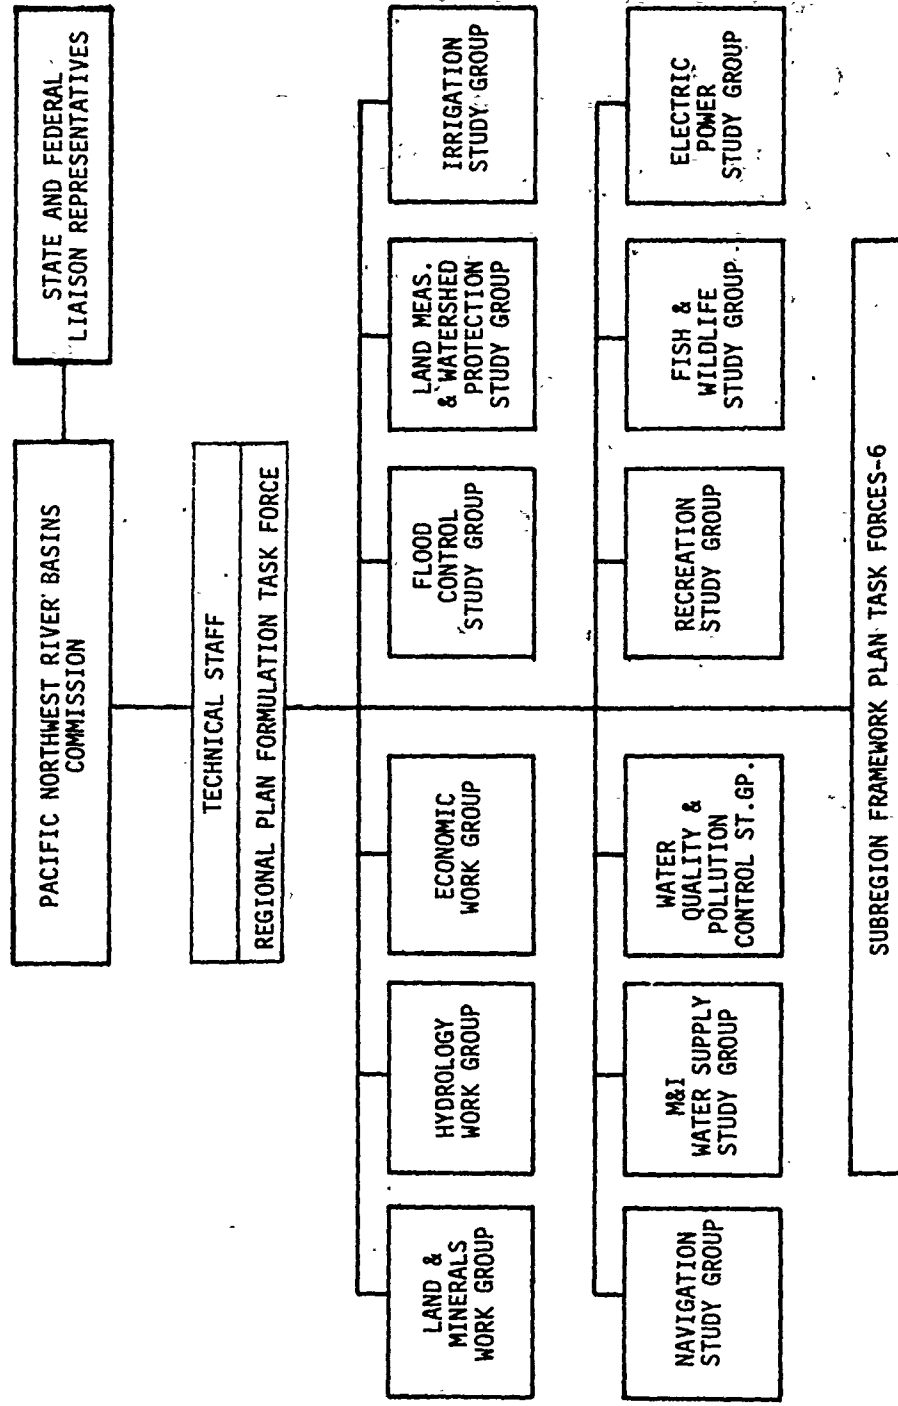 PACIFIC NORTHWEST RIVER BASINS
COMMISSION
STATE AND FEDERAL
LIAISON REPRESENTATIVES
TECHNICAL STAFF
REGIONAL PLAN FORMULATION TASK FORCE
LAND &
MINERALS
WORK GROUP
HYDROLOGY
WORK GROUP
ECONOMIC
WORK GROUP
FLOOD
CONTROL
STUDY GROUP
LAND MEAS.
& WATERSHED
PROTECTION
STUDY GROUP
IRRIGATION
STUDY GROUP
NAVIGATION
STUDY GROUP
M&I
WATER SUPPLY
STUDY GROUP
WATER
QUALITY &
POLLUTION
CONTROL ST.GP.
RECREATION
STUDY GROUP
FISH &
WILDLIFE
STUDY GROUP
ELECTRIC
POWER
STUDY GROUP
SUBREGION FRAMEWORK PLAN TASK FORCES-6